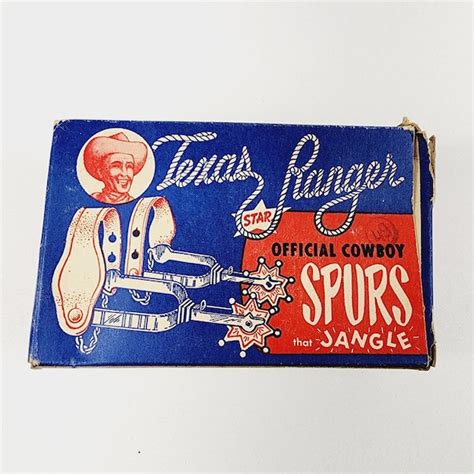 Texas Ranger
STAR
OFFICIAL COWBOY
SPURS
that JANGLE